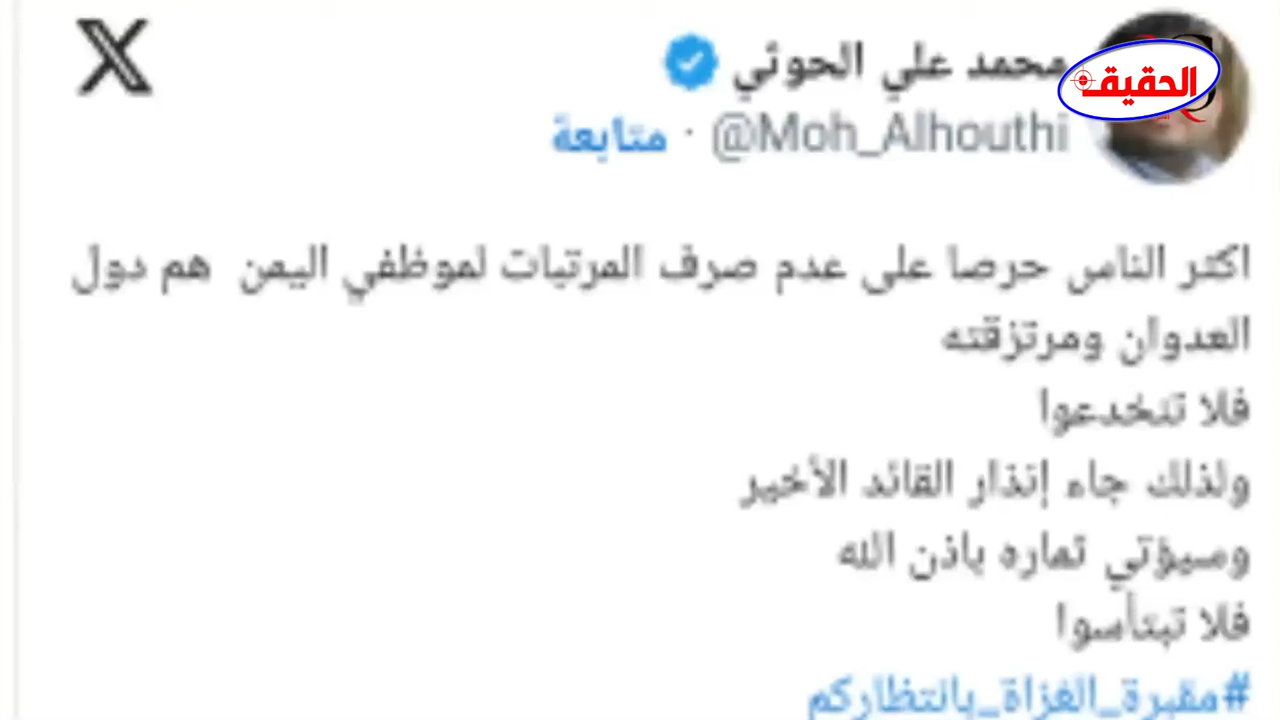 محمد علي الحوثي
الحقيقة
@Moh_Alhouthi · متابعة
اكثر الناس حرصا على عدم صرف المرتبات لموظفي اليمن هم دول
العدوان ومرتزقته
فلا تنخدعوا
ولذلك جاء إنذار القائد الأخير
وسيؤتي ثماره باذن الله
فلا تبتأسوا
#مقبرة_الغزاة_بانتظاركم